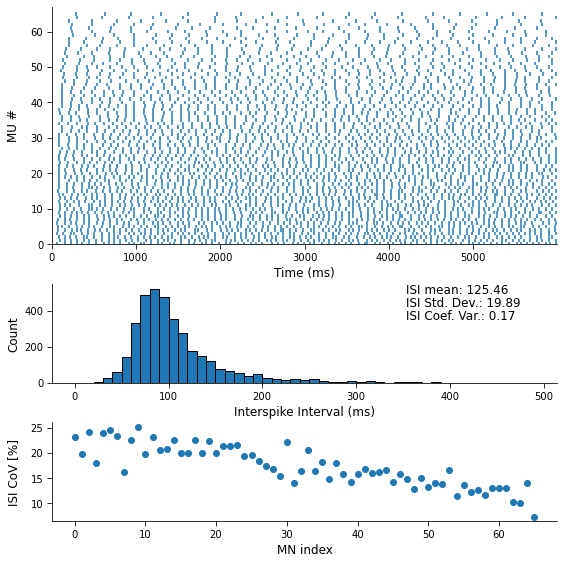 MU #
60
50
40
30
20
10
0
0 1000 2000 3000 4000 5000
Time (ms)
ISI mean: 125.46
ISI Std. Dev.: 19.89
ISI Coef. Var.: 0.17
Count
400
200
0
0 100 200 300 400 500
Interspike Interval (ms)
ISI CoV [%]
25
20
15
10
0 10 20 30 40 50 60
MN index